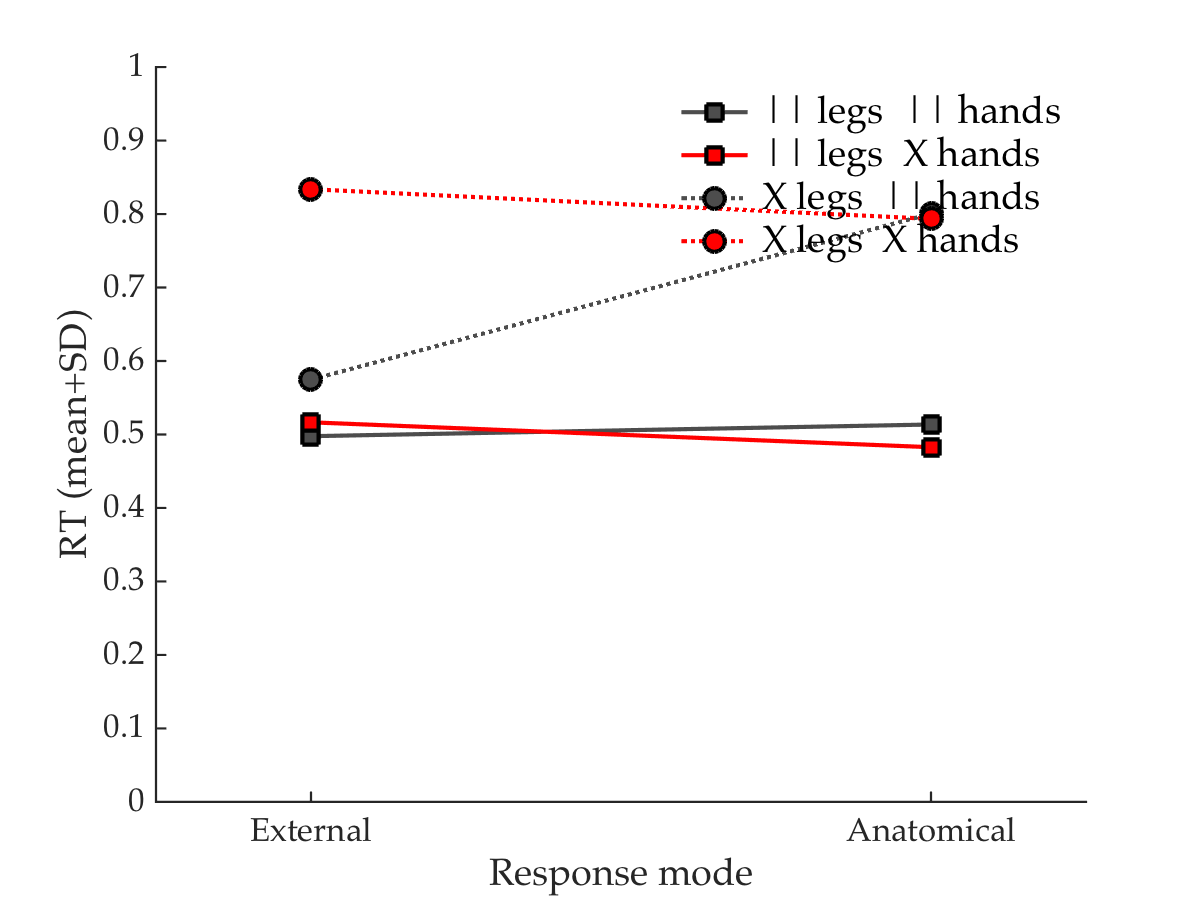 1
0.9
0.8
0.7
0.6
0.5
0.4
0.3
0.2
0.1
0
RT (mean+SD)
| | legs | | hands
| | legs X hands
X legs | | hands
X legs X hands
External
Anatomical
Response mode